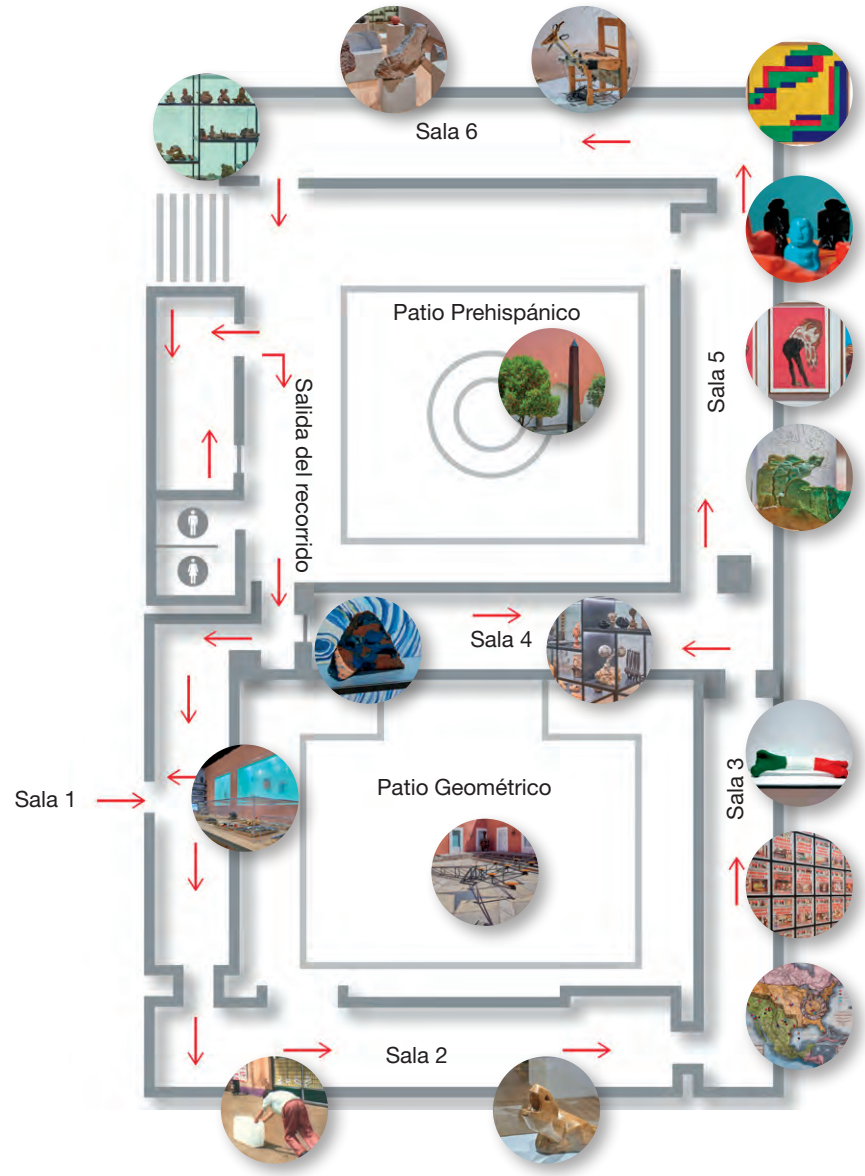 Sala 6
Patio Prehispánico
Sala 5
Salida del recorrido
Sala 4
Sala 3
Patio Geométrico
Sala 1
Sala 2